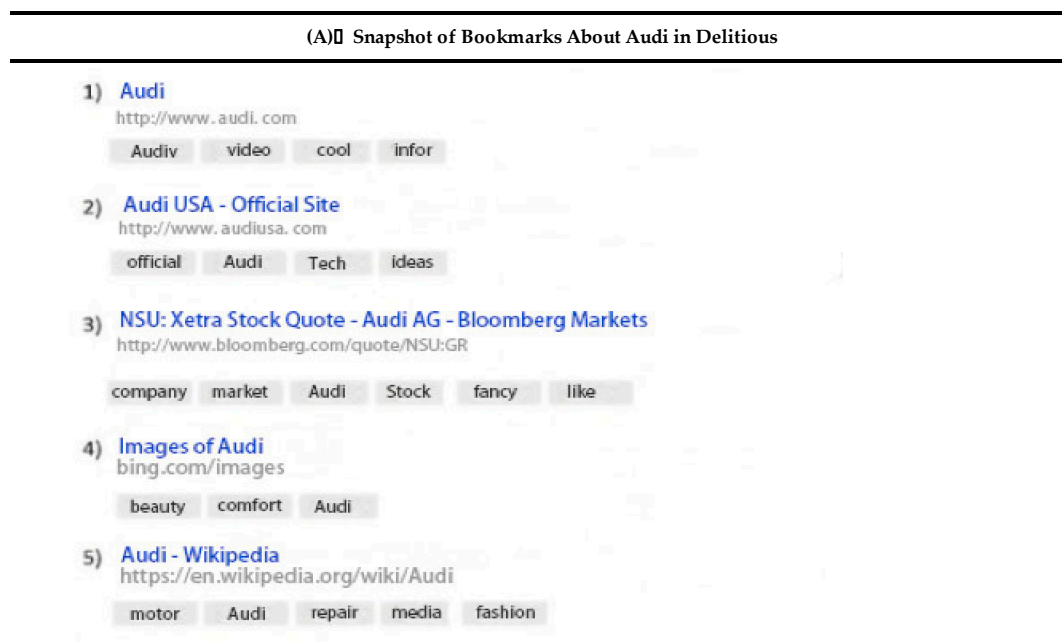 (A) Snapshot of Bookmarks About Audi in Delitious
1) Audi
http://www.audi.com
Audiv video cool infor
2) Audi USA - Official Site
http://www.audiusa.com
official Audi Tech ideas
3) NSU: Xetra Stock Quote - Audi AG - Bloomberg Markets
http://www.bloomberg.com/quote/NSU:GR
company market Audi Stock fancy like
4) Images of Audi
bing.com/images
beauty comfort Audi
5) Audi - Wikipedia
https://en.wikipedia.org/wiki/Audi
motor Audi repair media fashion